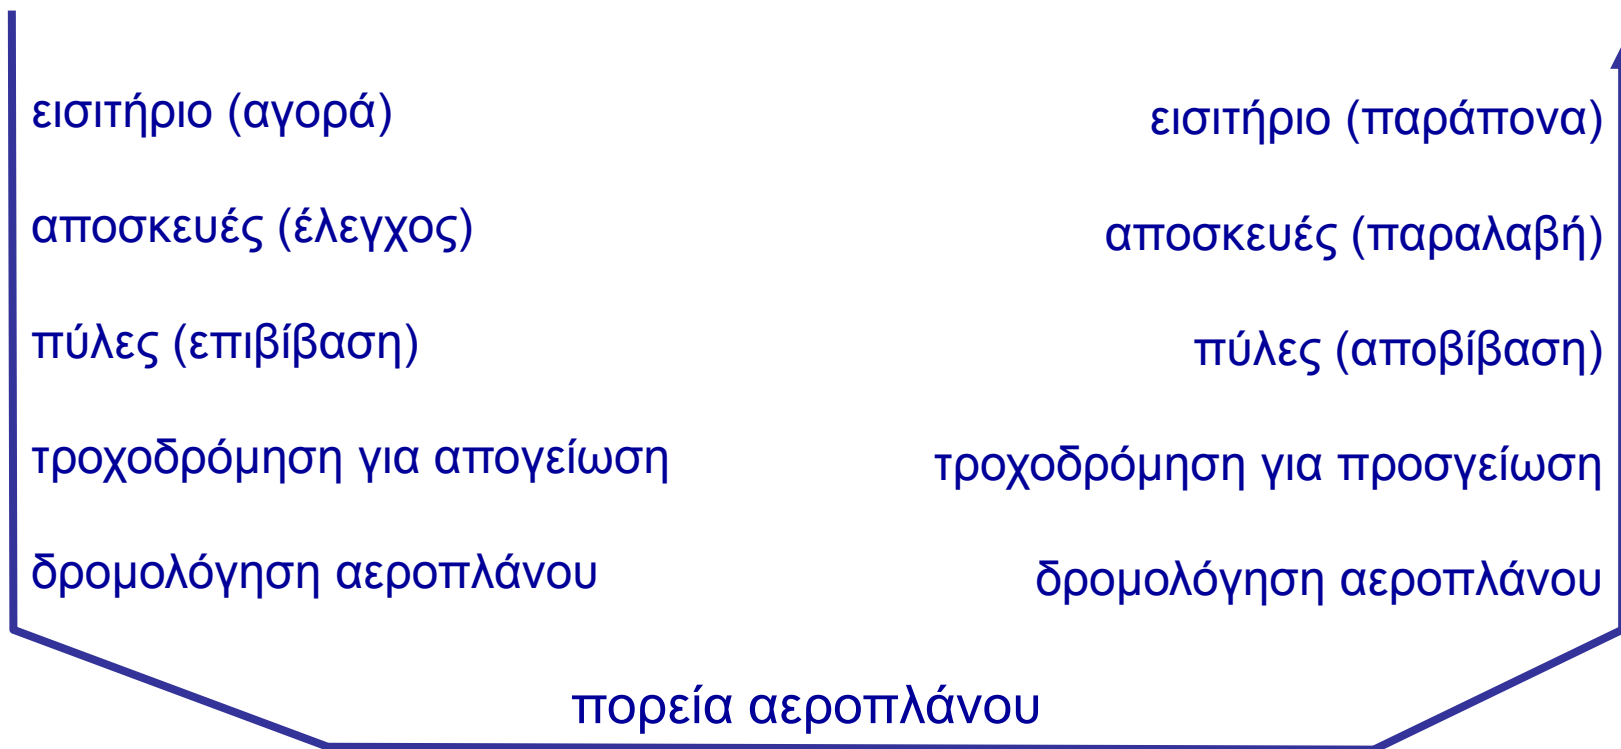 εισιτήριο (αγορά)
αποσκευές (έλεγχος)
πύλες (επιβίβαση)
τροχοδρόμηση για απογείωση
δρομολόγηση αεροπλάνου
εισιτήριο (παράπονα)
αποσκευές (παραλαβή)
πύλες (αποβίβαση)
τροχοδρόμηση για προσγείωση
δρομολόγηση αεροπλάνου
πορεία αεροπλάνου